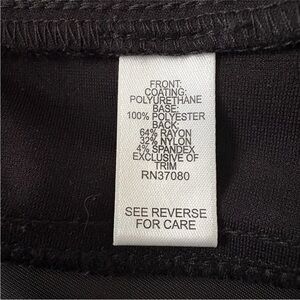 FRONT:
COATING:
POLYURETHANE
BASE:
100% POLYESTER
BACK:
64% RAYON
32% NYLON
4% SPANDEX
EXCLUSIVE OF
TRIM
RN37080
SEE REVERSE
FOR CARE